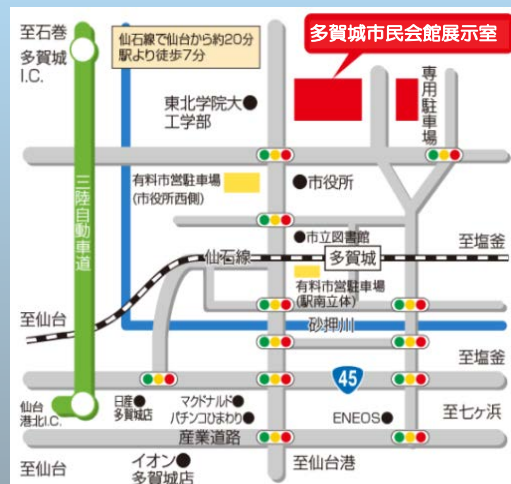 至石巻
多賀城
I.C.
仙石線で仙台から約20分
駅より徒歩7分
多賀城市民会館展示室
東北学院大●
工学部
専用駐車場
三陸自動車道
有料市営駐車場
(市役所西側)
●市役所
●市立図書館
仙石線
多賀城
至塩釜
有料市営駐車場
(駅南立体)
至仙台
砂押川
至塩釜
45
仙台
港北I.C.
日産●
多賀城店
マクドナルド●
パチンコひまわり●
ENEOS●
至七ヶ浜
産業道路
至仙台
イオン●
多賀城店
至仙台港